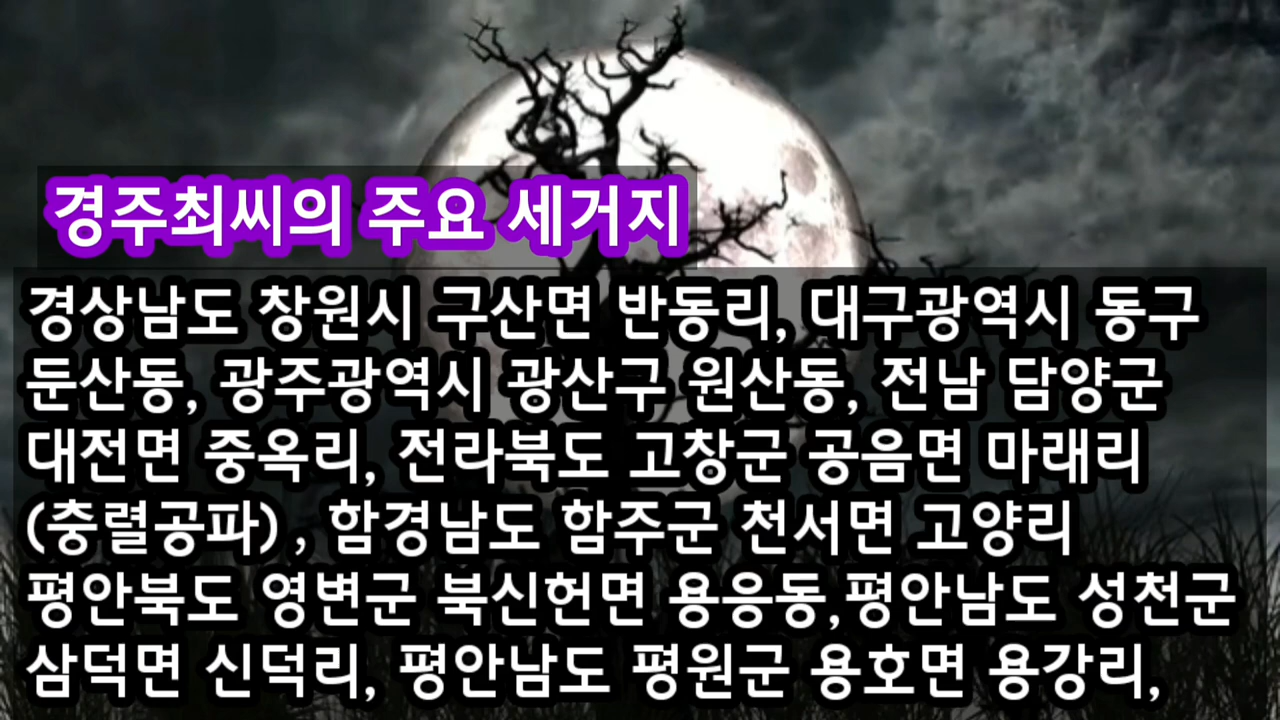 경주최씨의 주요 세거지
경상남도 창원시 구산면 반동리, 대구광역시 동구
둔산동, 광주광역시 광산구 원산동, 전남 담양군
대전면 중옥리, 전라북도 고창군 공음면 마래리
(충렬공파), 함경남도 함주군 천서면 고양리
평안북도 영변군 북신헌면 용응동,평안남도 성천군
삼덕면 신덕리, 평안남도 평원군 용호면 용강리,